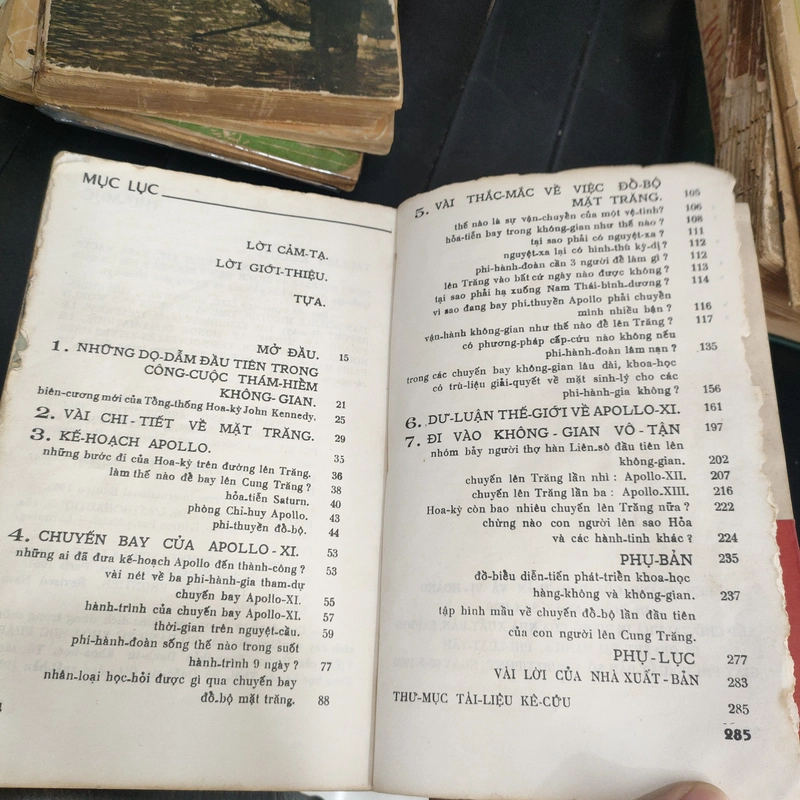 MỤC LỤC
LỜI CẢM-TẠ.
LỜI GIỚI-THIỆU.
TỰA.
MỞ ĐẦU. 15
1. NHỮNG DỌ-DẪM ĐẦU TIÊN TRONG
CÔNG-CUỘC THÁM-HIỂM
KHÔNG-GIAN. 21
biên-cương mới của Tổng-thống Hoa-kỳ John Kennedy. 25
2. VÀI CHI-TIẾT VỀ MẶT TRĂNG. 29
3. KẾ-HOẠCH APOLLO. 35
những bước đi của Hoa-kỳ trên đường lên Trăng. 36
làm thế nào để bay lên Cung Trăng ? 38
hỏa-tiễn Saturn. 40
phòng Chỉ-huy Apollo. 43
phi-thuyền đổ-bộ. 44
4. CHUYẾN BAY CỦA APOLLO-XI. 53
những ai đã đưa kế-hoạch Apollo đến thành-công ? 53
vài nét về ba phi-hành-gia tham-dự
chuyến bay Apollo-XI. 55
hành-trình của chuyến bay Apollo-XI. 57
thời-gian trên nguyệt-cầu. 59
phi-hành-đoàn sống thế nào trong suốt
hành-trình 9 ngày ? 77
nhân-loại học-hỏi được gì qua chuyến bay
đổ-bộ mặt trăng. 88
5. VÀI THẮC-MẮC VỀ VIỆC ĐỔ-BỘ
MẶT TRĂNG. 105
thế nào là sự vận-chuyển của một vệ-tinh? 106
hỏa-tiễn bay trong không-gian như thế nào ? 108
tại sao phải có nguyệt-xa ? 111
nguyệt-xa lại có hình-thù kỳ-dị ? 112
phi-hành-đoàn cần 3 người để làm gì ? 112
lên Trăng vào bất cứ ngày nào được không ? 113
tại sao phải hạ xuống Nam Thái-bình-dương ? 114
vì sao đang bay phi-thuyền Apollo phải chuyển
mình nhiều bận ? 116
vận-hành không-gian như thế nào để lên Trăng ? 117
có phương-pháp cấp-cứu nào không nếu
phi-hành-đoàn lâm nạn ? 135
trong các chuyến bay không-gian lâu dài, khoa-học
có trù-liệu giải-quyết về mặt sinh-lý cho các
phi-hành-gia không ? 156
6. DƯ-LUẬN THẾ-GIỚI VỀ APOLLO-XI. 161
7. ĐI VÀO KHÔNG-GIAN VÔ-TẬN 197
nhóm bảy người thợ hàn Liên-sô đầu tiên lên
không-gian. 202
chuyến lên Trăng lần nhì : Apollo-XII. 207
chuyến lên Trăng lần ba : Apollo-XIII. 216
Hoa-kỳ còn bao nhiêu chuyến lên Trăng nữa ? 222
chừng nào con người lên sao Hỏa
và các hành-tinh khác ? 224
PHỤ-BẢN 235
đồ-biểu diễn-tiến phát-triển khoa-học
hàng-không và không-gian. 237
tập hình mầu về chuyến đổ-bộ lần đầu tiên
của con người lên Cung Trăng.
PHỤ-LỤC 277
VÀI LỜI CỦA NHÀ XUẤT-BẢN 283
THƯ-MỤC TÀI-LIỆU KÊ-CỨU 285
285